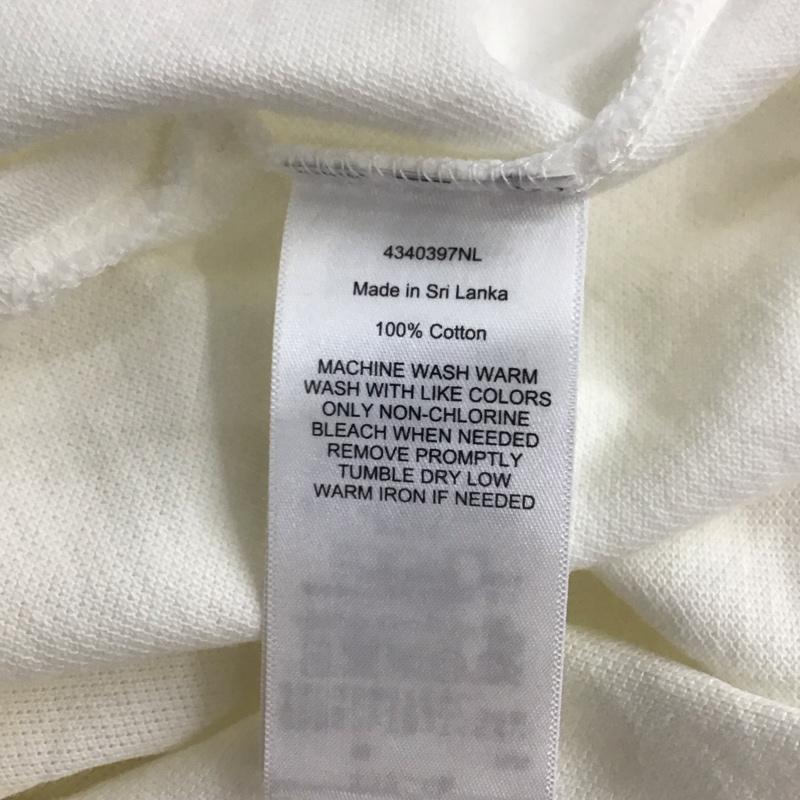 4340397NL
Made in Sri Lanka
100% Cotton
MACHINE WASH WARM
WASH WITH LIKE COLORS
ONLY NON-CHLORINE
BLEACH WHEN NEEDED
REMOVE PROMPTLY
TUMBLE DRY LOW
WARM IRON IF NEEDED